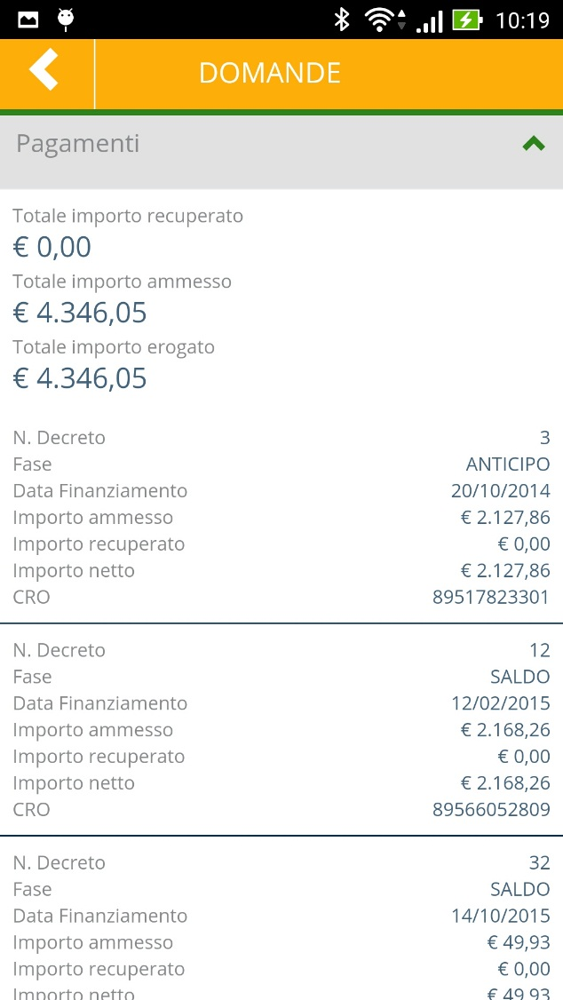 10:19
DOMANDE
Pagamenti
Totale importo recuperato
€ 0,00
Totale importo ammesso
€ 4.346,05
Totale importo erogato
€ 4.346,05
N. Decreto 3
Fase ANTICIPO
Data Finanziamento 20/10/2014
Importo ammesso € 2.127,86
Importo recuperato € 0,00
Importo netto € 2.127,86
CRO 89517823301
N. Decreto 12
Fase SALDO
Data Finanziamento 12/02/2015
Importo ammesso € 2.168,26
Importo recuperato € 0,00
Importo netto € 2.168,26
CRO 89566052809
N. Decreto 32
Fase SALDO
Data Finanziamento 14/10/2015
Importo ammesso € 49,93
Importo recuperato € 0,00
Importo netto € 49,93